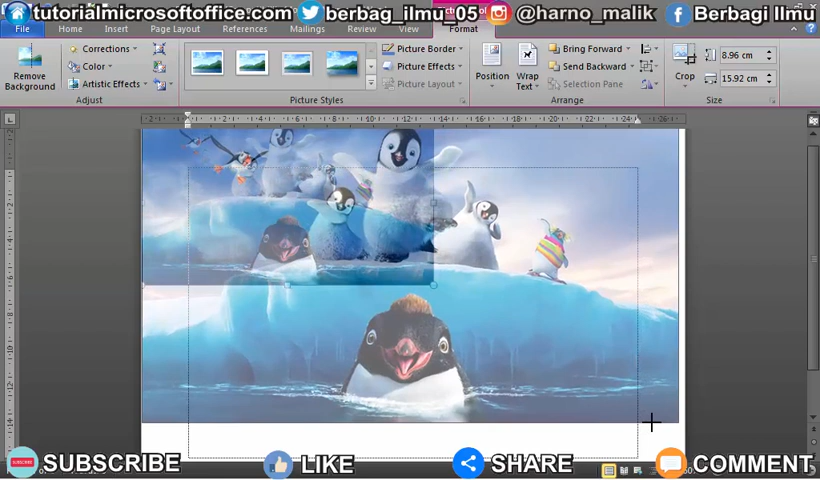 tutorialmicrosoftoffice.com berbag_ilmu_05 @harno_malik Berbagi Ilmu
File Home Insert Page Layout References Mailings Review View Format
Remove Background
Corrections
Color
Artistic Effects
Adjust
Picture Styles
Picture Border
Picture Effects
Picture Layout
Position
Wrap Text
Bring Forward
Send Backward
Selection Pane
Arrange
Crop
8.96 cm
15.92 cm
Size
SUBSCRIBE LIKE SHARE COMMENT